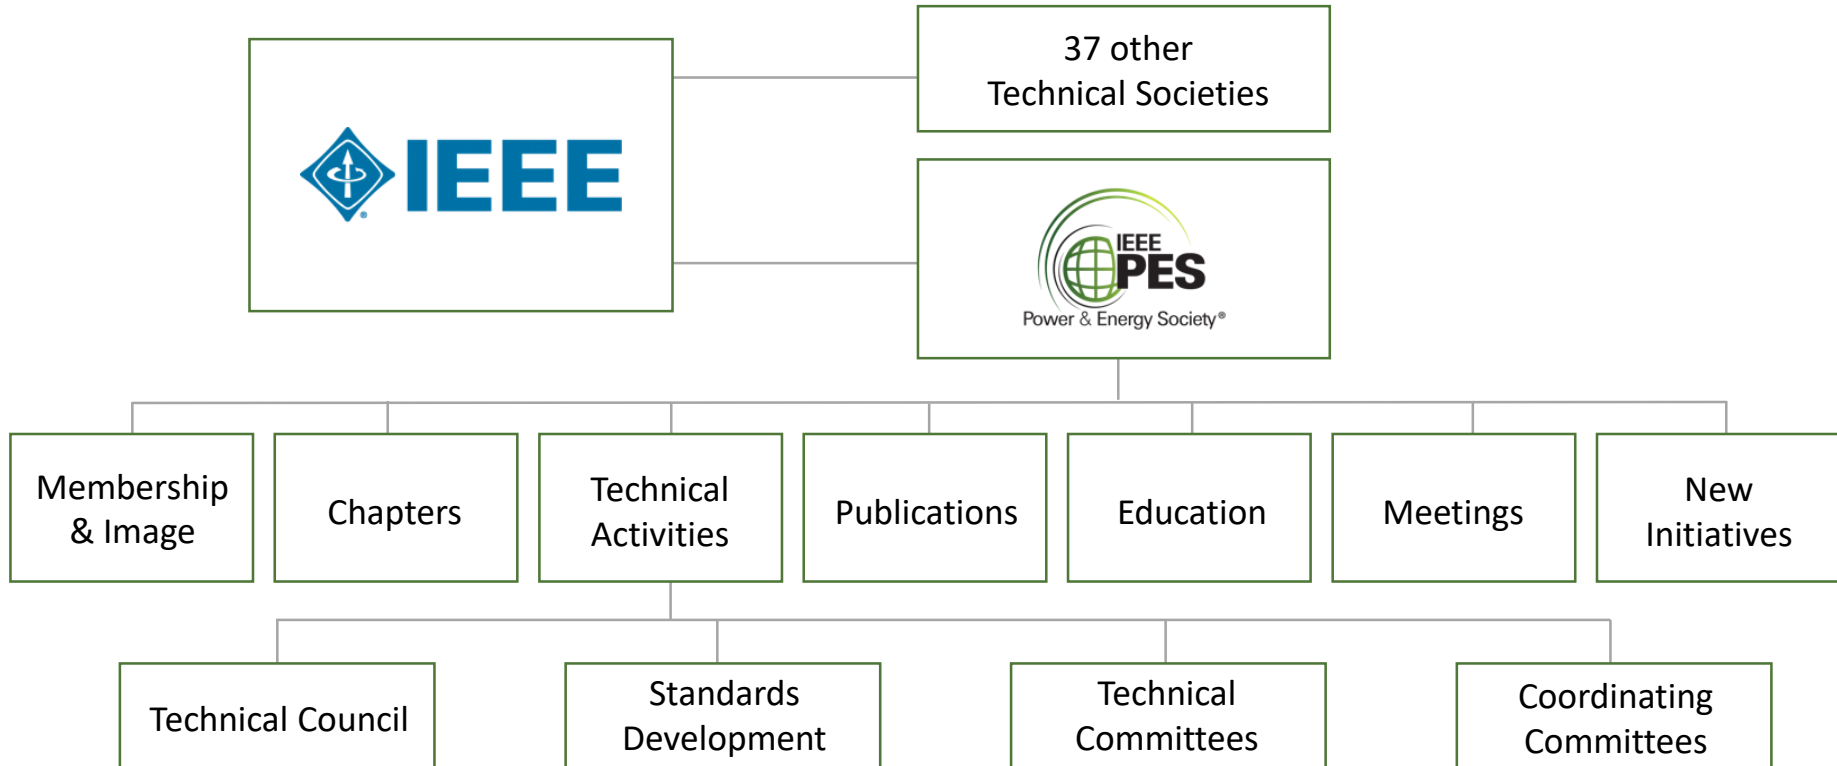 37 other
Technical Societies
IEEE
IEEE
PES
Power & Energy Society®
Membership
& Image
Chapters
Technical
Activities
Publications
Education
Meetings
New
Initiatives
Technical Council
Standards
Development
Technical
Committees
Coordinating
Committees